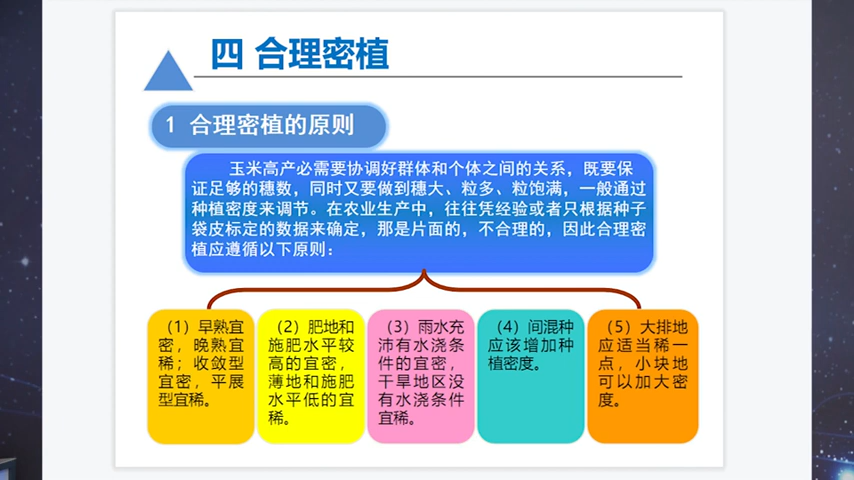 四 合理密植
1 合理密植的原则
玉米高产必需要协调好群体和个体之间的关系，既要保
证足够的穗数，同时又要做到穗大、粒多、粒饱满，一般通过
种植密度来调节。在农业生产中，往往凭经验或者只根据种子
袋皮标定的数据来确定，那是片面的，不合理的，因此合理密
植应遵循以下原则：
（1）早熟宜
密，晚熟宜
稀；收敛型
宜密，平展
型宜稀。
（2）肥地和
施肥水平较
高的宜密，
薄地和施肥
水平低的宜
稀。
（3）雨水充
沛有水浇条
件的宜密，
干旱地区没
有水浇条件
宜稀。
（4）间混种
应该增加种
植密度。
（5）大排地
应适当稀一
点，小块地
可以加大密
度。